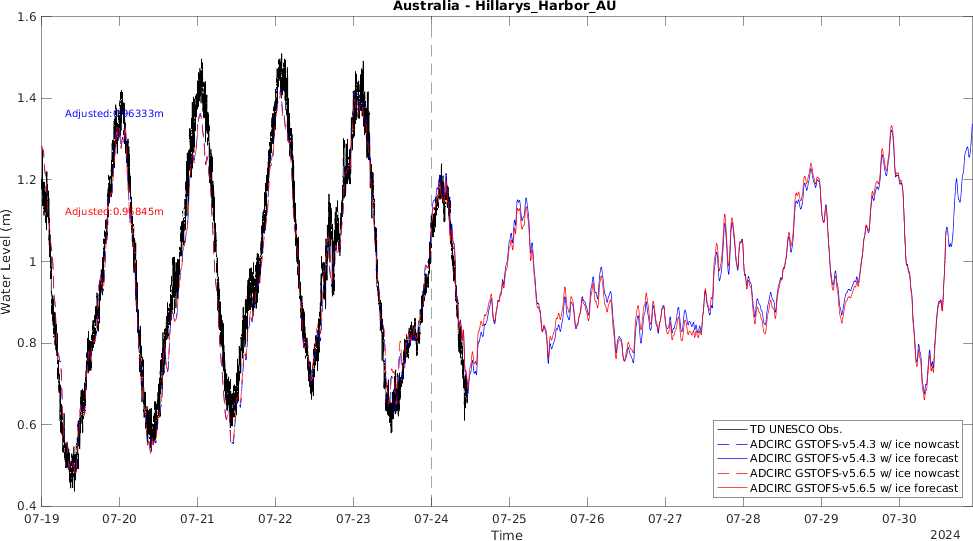 Australia - Hillarys_Harbor_AU
1.6
1.4
1.2
1
0.8
0.6
0.4
Water Level (m)
Adjusted:0.96333m
Adjusted:0.96845m
TD UNESCO Obs.
ADCIRC GSTOFS-v5.4.3 w/ ice nowcast
ADCIRC GSTOFS-v5.4.3 w/ ice forecast
ADCIRC GSTOFS-v5.6.5 w/ ice nowcast
ADCIRC GSTOFS-v5.6.5 w/ ice forecast
07-19 07-20 07-21 07-22 07-23 07-24 07-25 07-26 07-27 07-28 07-29 07-30
Time
2024